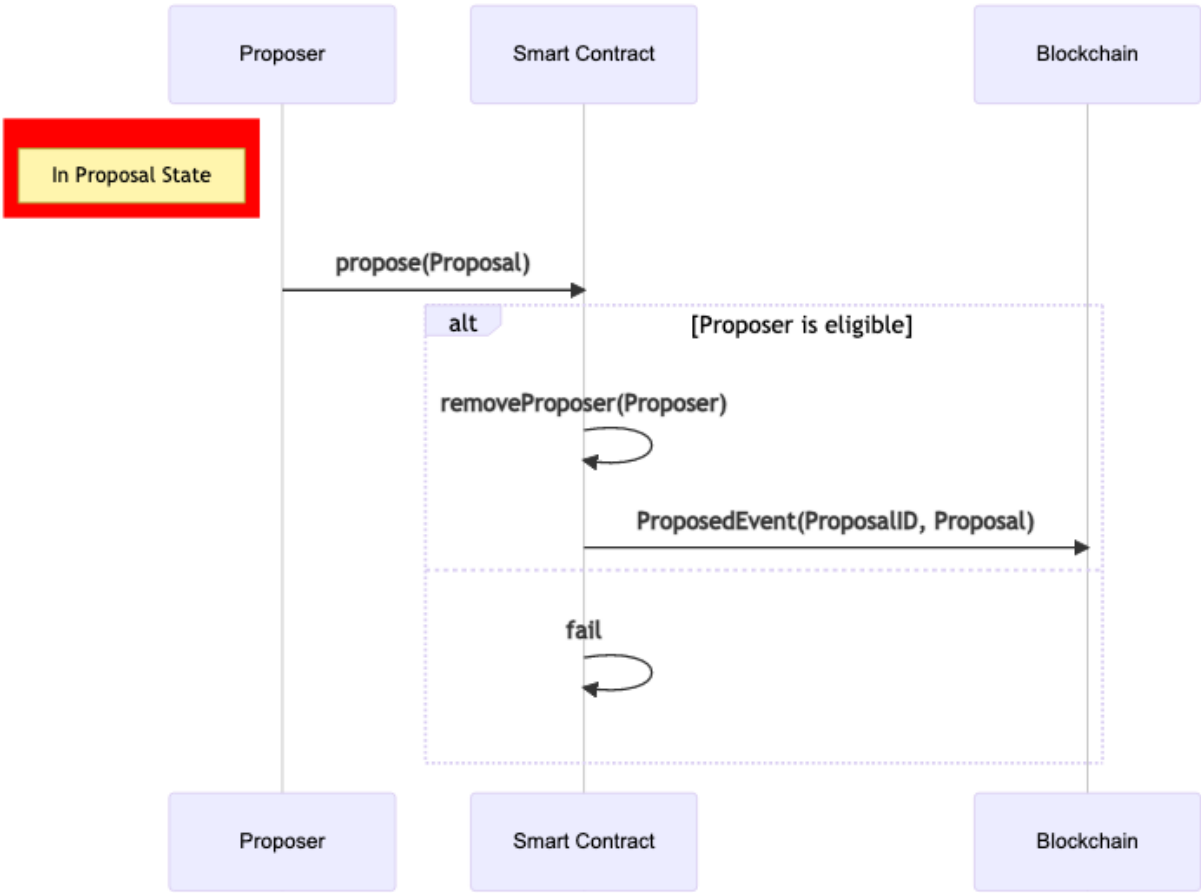 Proposer
Smart Contract
Blockchain
In Proposal State
propose(Proposal)
alt
[Proposer is eligible]
removeProposer(Proposer)
ProposedEvent(ProposalID, Proposal)
fail
Proposer
Smart Contract
Blockchain